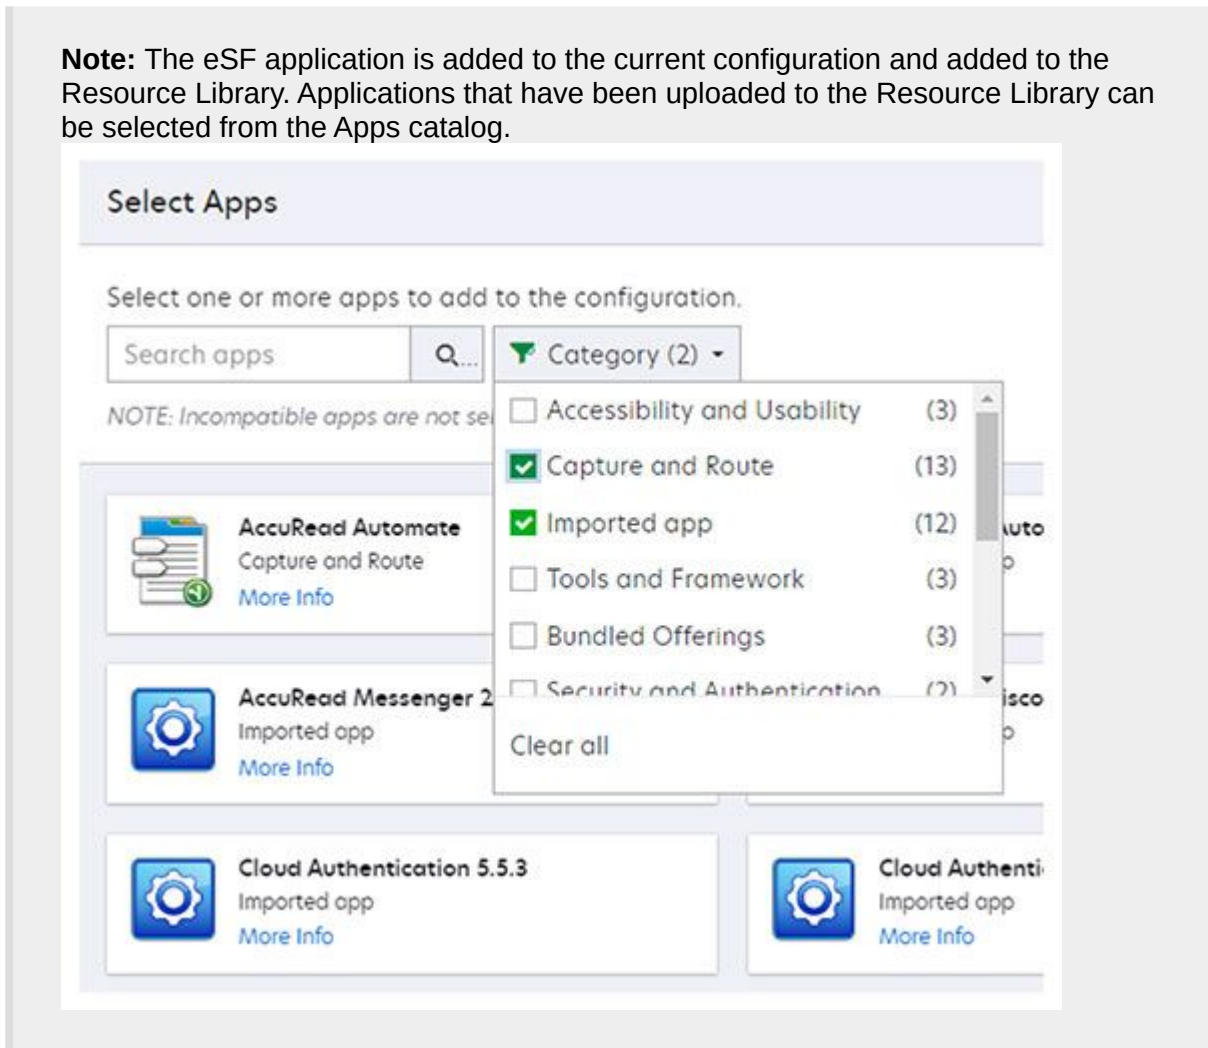 Note: The eSF application is added to the current configuration and added to the
Resource Library. Applications that have been uploaded to the Resource Library can
be selected from the Apps catalog.
Select Apps
Select one or more apps to add to the configuration.
Search apps
Category (2)
NOTE: Incompatible apps are not
Accessibility and Usability (3)
Capture and Route (13)
Imported app (12)
Tools and Framework (3)
Bundled Offerings (3)
Security and Authentication (2)
Clear all
AccuRead Automate
Capture and Route
More Info
AccuRead Messenger 2
Imported app
More Info
Cloud Authentication 5.5.3
Imported app
More Info
Cloud
Imported app
More Info